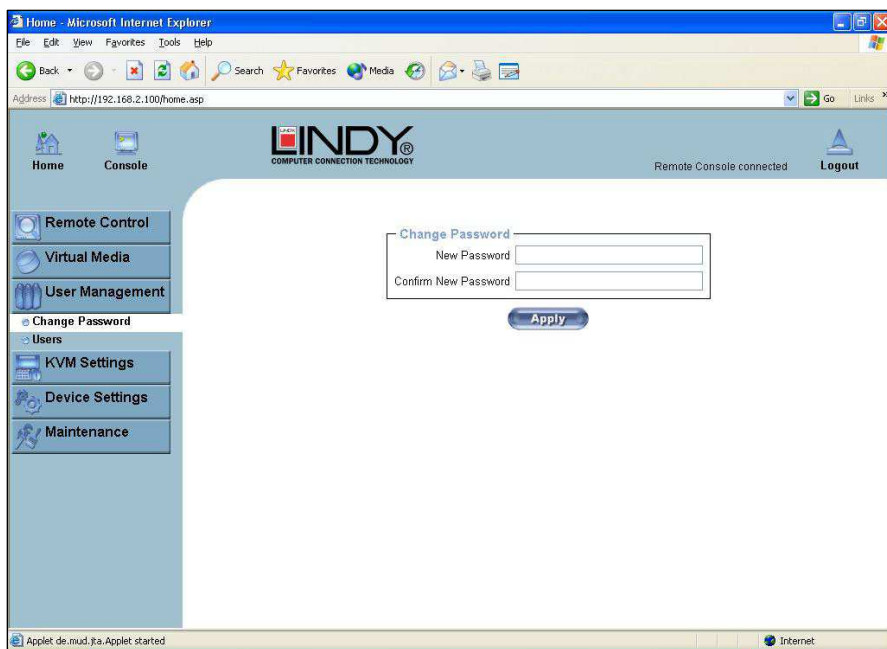 Home - Microsoft Internet Explorer
File Edit View Favorites Tools Help
Back Search Favorites Media
Address http://192.168.2.100/home.asp Go Links »
Home Console
LINDY®
COMPUTER CONNECTION TECHNOLOGY
Remote Console connected
Logout
Remote Control
Virtual Media
User Management
Change Password
Users
KVM Settings
Device Settings
Maintenance
Change Password
New Password
Confirm New Password
Apply
Applet de.mud.jta.Applet started
Internet